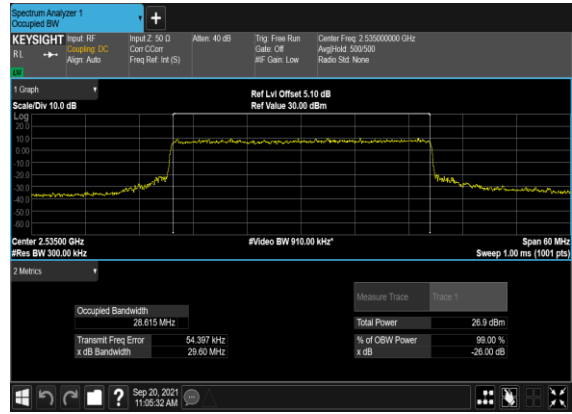 Spectrum Analyzer 1
Occupied BW
+
KEYSIGHT Input: RF Input Z: 50 Ω Atten: 40 dB Trig: Free Run Center Freq: 2.535000000 GHz
R L Coupling: DC Corr CCorr Gate: Off Avg|Hold: 500/500
Align: Auto Freq Ref: Int (S) #IF Gain: Low Radio Std: None
1 Graph
Ref Lvl Offset 5.10 dB
Scale/Div 10.0 dB Ref Value 30.00 dBm
Log
20.0
10.0
0.00
-10.0
-20.0
-30.0
-40.0
-50.0
-60.0
Center 2.53500 GHz #Video BW 910.00 kHz* Span 60 MHz
#Res BW 300.00 kHz Sweep 1.00 ms (1001 pts)
2 Metrics
Measure Trace Trace 1
Occupied Bandwidth
28.615 MHz Total Power 26.9 dBm
Transmit Freq Error 54.397 kHz % of OBW Power 99.00 %
x dB Bandwidth 29.60 MHz x dB -26.00 dB
? Sep 20, 2021
11:05:32 AM